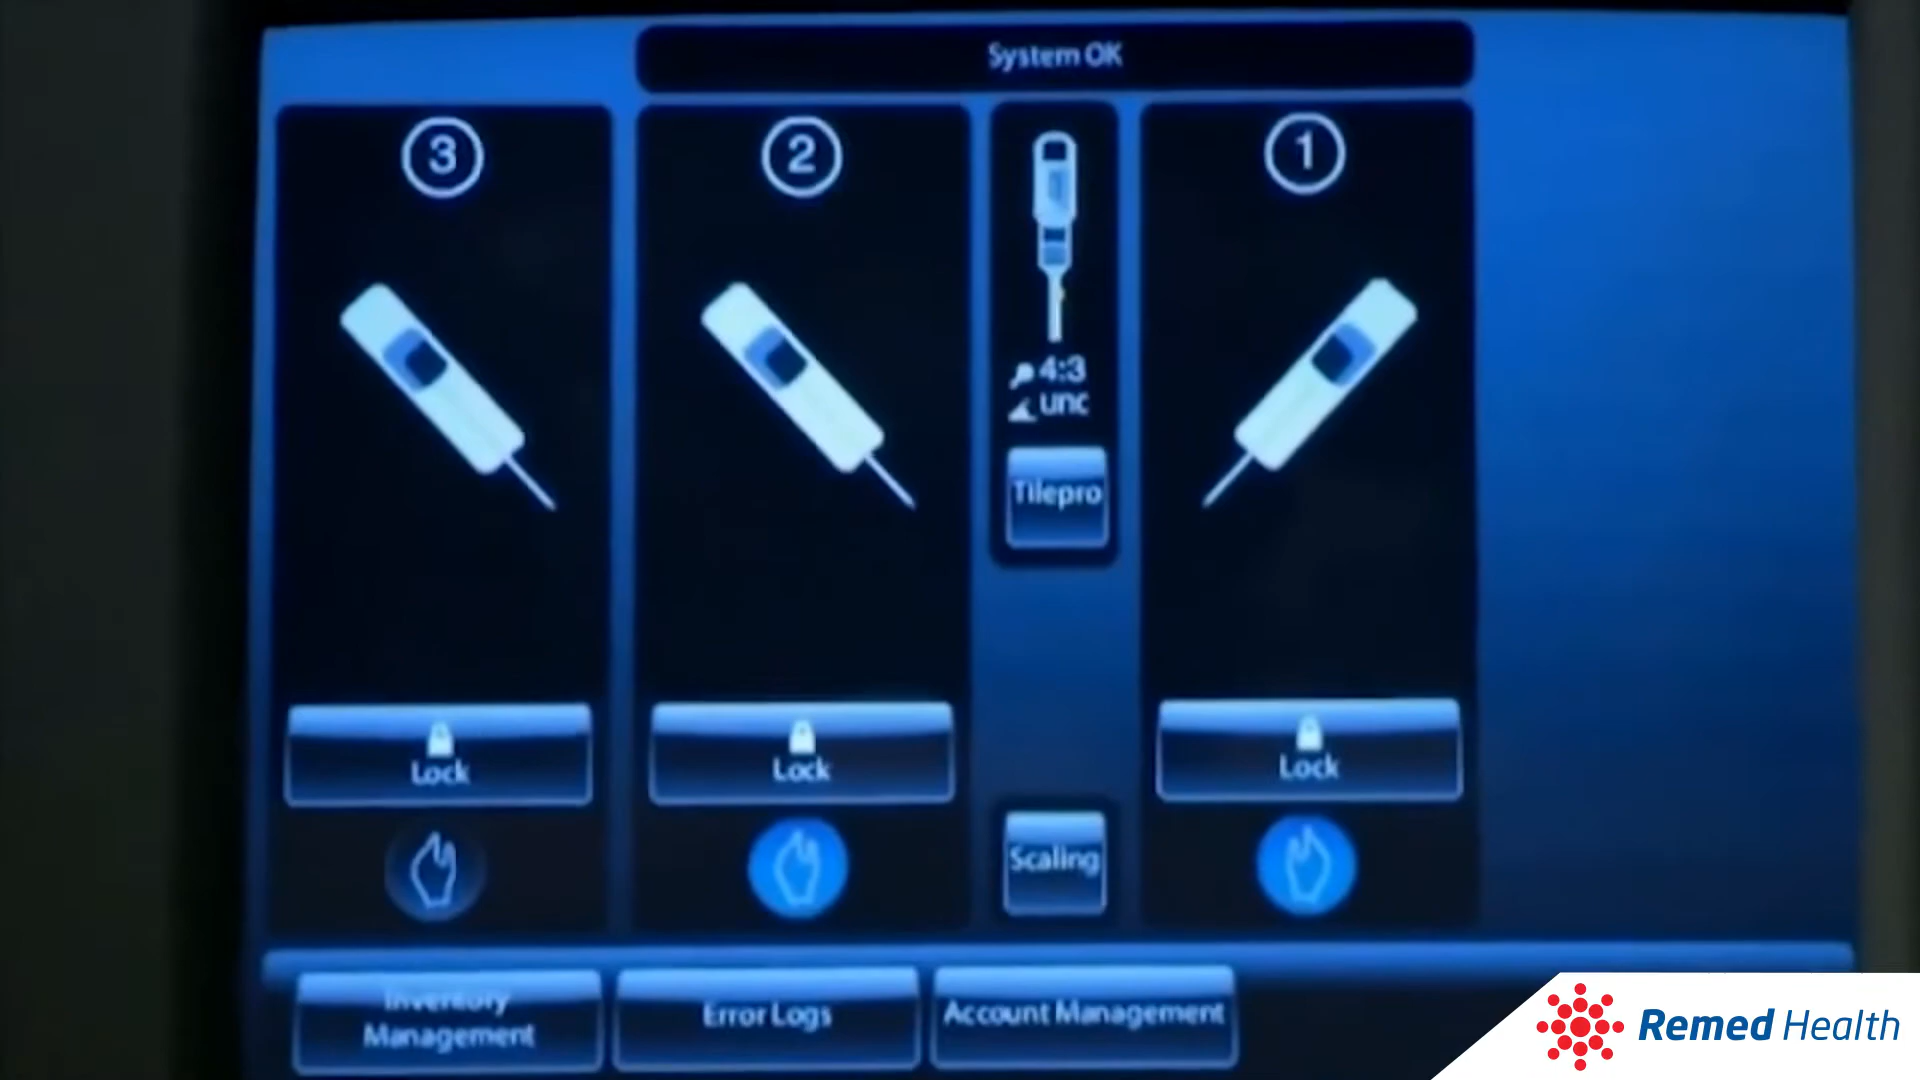 System OK
3
2
1
4:3
UNC
Tilepro
Lock
Lock
Lock
Scaling
Inventory
Management
Error Logs
Account Management
Remed Health